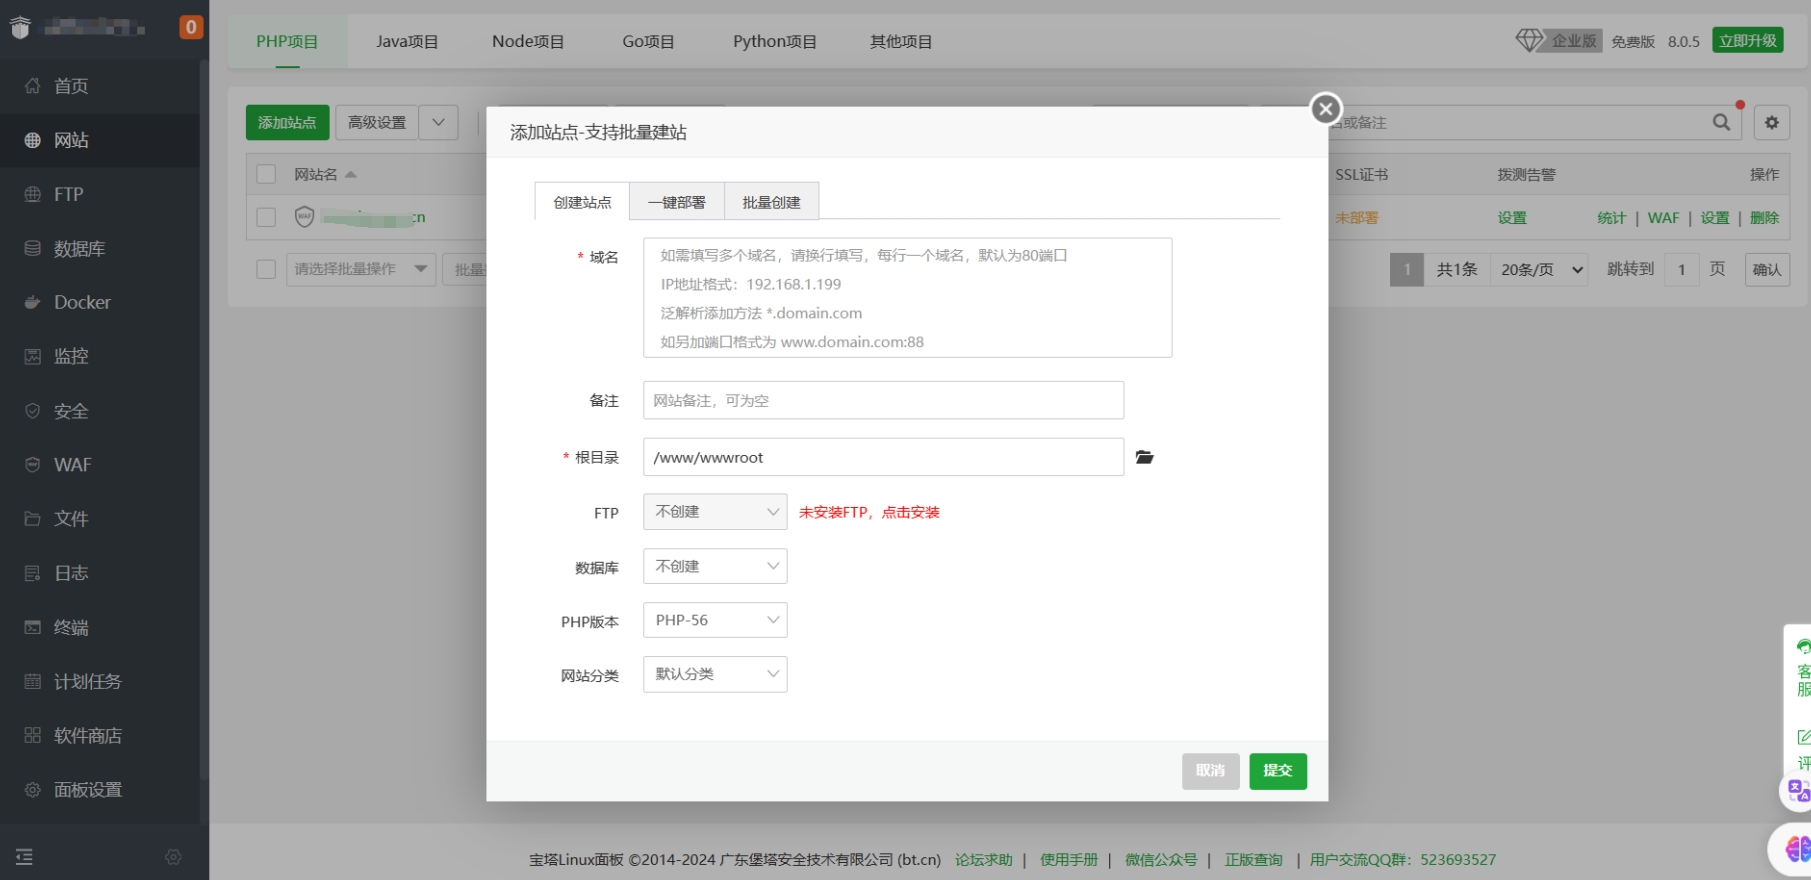 0
首页
网站
FTP
数据库
Docker
监控
安全
WAF
文件
日志
终端
计划任务
软件商店
面板设置
PHP项目 Java项目 Node项目 Go项目 Python项目 其他项目
企业版 免费版 8.0.5 立即升级
添加站点 高级设置
或备注
网站名 SSL证书 拨测告警 操作
WAF cn 未部署 设置 统计 | WAF | 设置 | 删除
请选择批量操作 批量
1 共1条 20条/页 跳转到 1 页 确认
添加站点-支持批量建站
创建站点 一键部署 批量创建
* 域名
如需填写多个域名，请换行填写，每行一个域名，默认为80端口
IP地址格式：192.168.1.199
泛解析添加方法 *.domain.com
如另加端口格式为 www.domain.com:88
备注 网站备注，可为空
* 根目录 /www/wwwroot
FTP 不创建 未安装FTP，点击安装
数据库 不创建
PHP版本 PHP-56
网站分类 默认分类
取消 提交
客
服
评
宝塔Linux面板 ©2014-2024 广东堡塔安全技术有限公司 (bt.cn) 论坛求助 | 使用手册 | 微信公众号 | 正版查询 | 用户交流QQ群：523693527